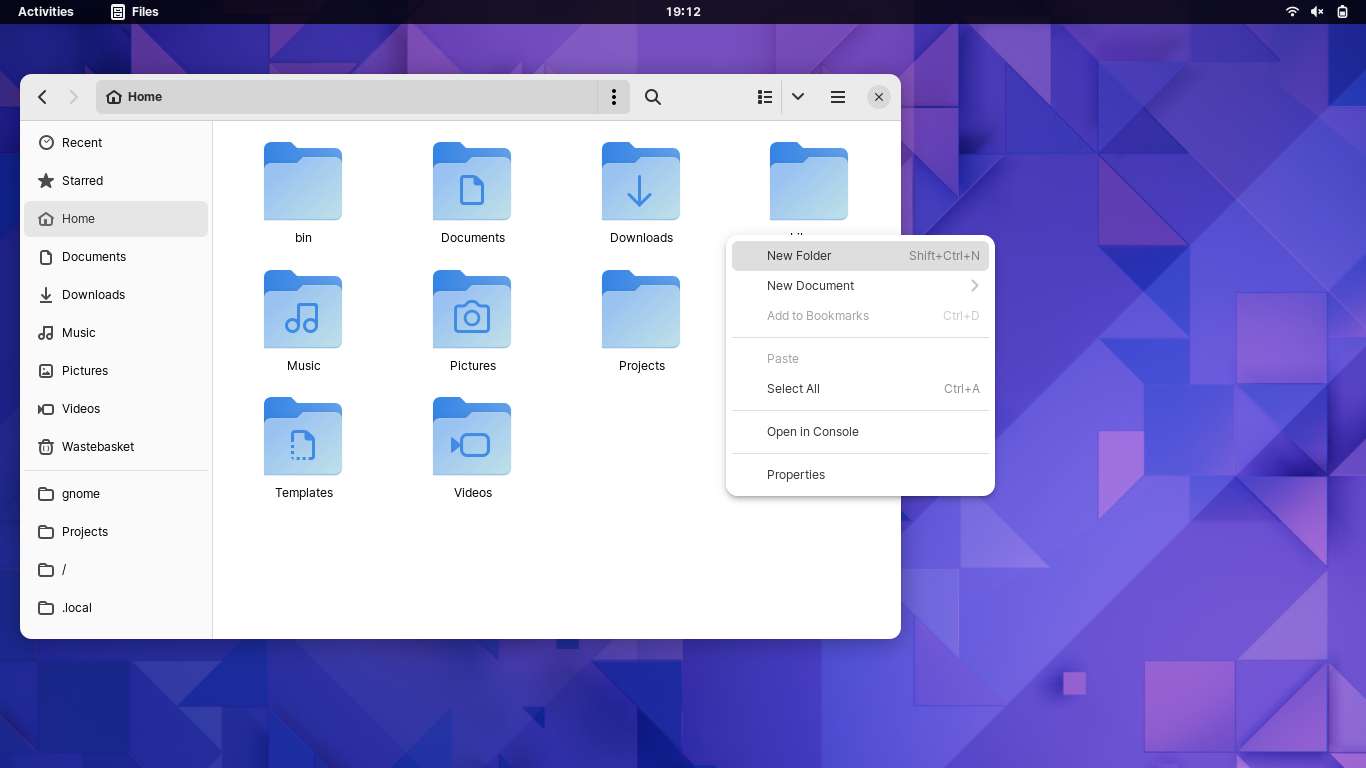 Activities
Files
19:12
Home
Recent
Starred
Home
Documents
Downloads
Music
Pictures
Videos
Wastebasket
gnome
Projects
/
.local
bin
Documents
Downloads
Music
Pictures
Projects
Templates
Videos
New Folder Shift+Ctrl+N
New Document
Add to Bookmarks Ctrl+D
Paste
Select All Ctrl+A
Open in Console
Properties